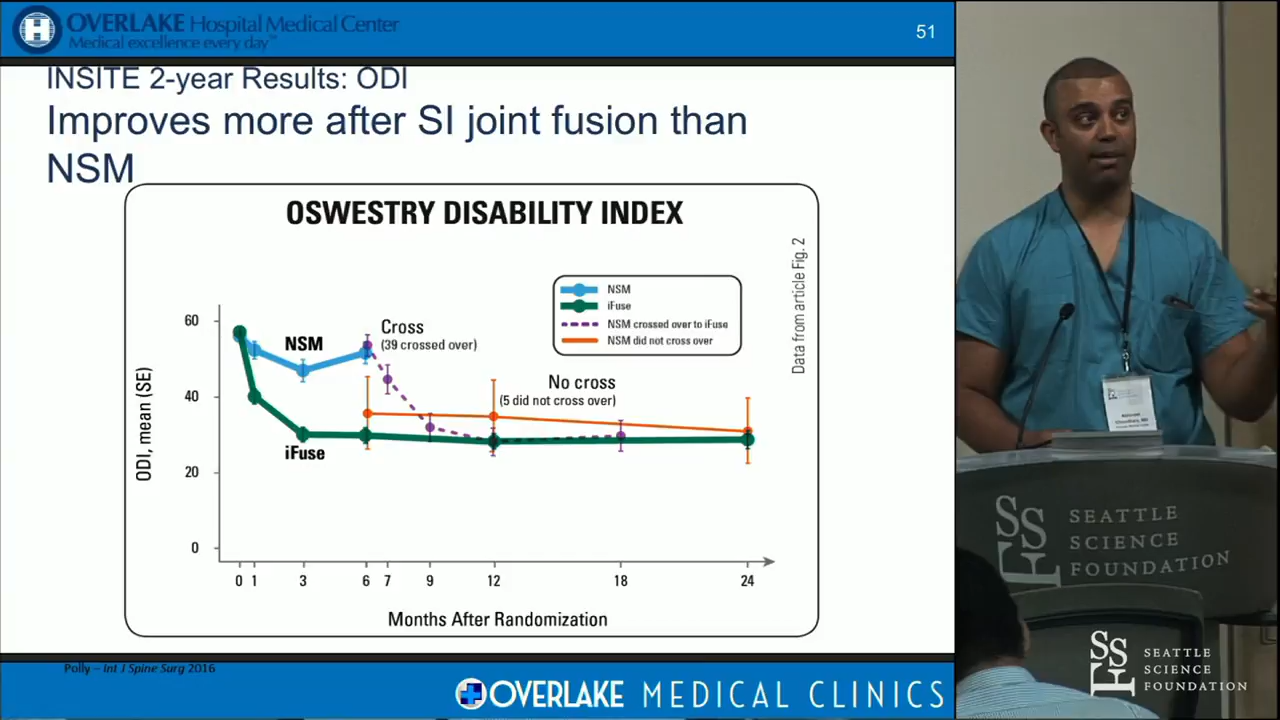 OVERLAKE Hospital Medical Center
Medical excellence every day℠
51
INSITE 2-year Results: ODI
Improves more after SI joint fusion than
NSM
OSWESTRY DISABILITY INDEX
Data from article Fig. 2
NSM
iFuse
NSM crossed over to iFuse
NSM did not cross over
60
40
20
0
ODI, mean (SE)
NSM
Cross
(39 crossed over)
No cross
(5 did not cross over)
iFuse
0 1 3 6 7 9 12 18 24
Months After Randomization
Polly – Int J Spine Surg 2016
OVERLAKE MEDICAL CLINICS
SSF
SEATTLE
SCIENCE
FOUNDATION
SSF
SEATTLE
SCIENCE
FOUNDATION